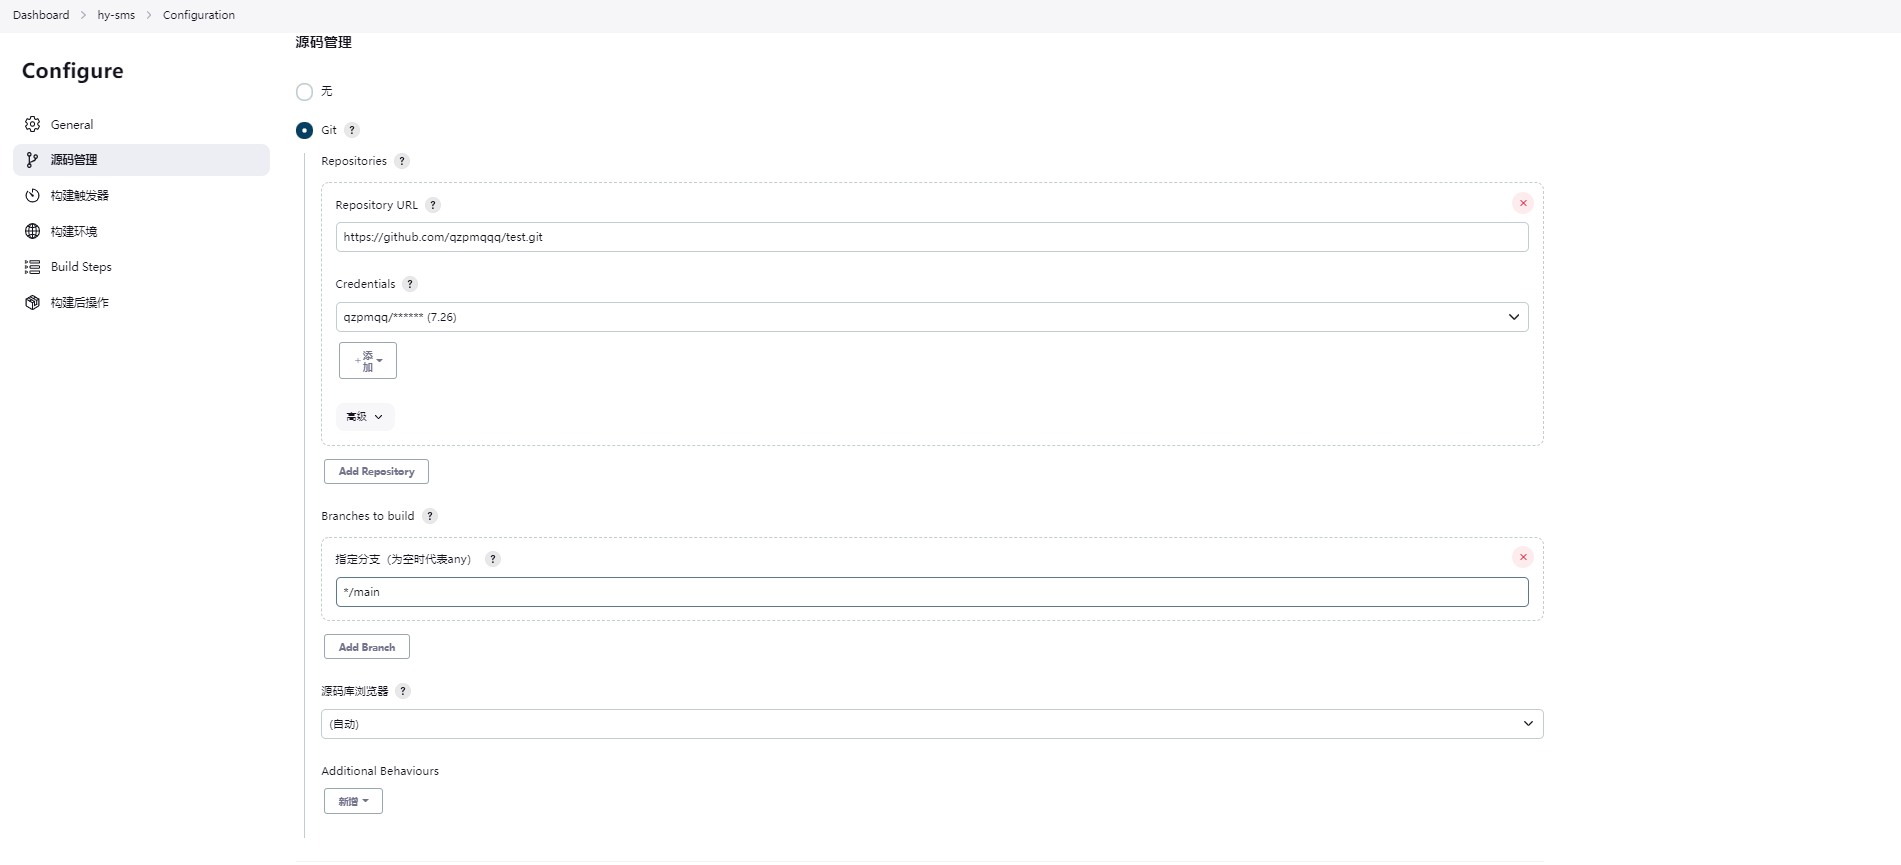 Dashboard > hy-sms > Configuration
Configure
General
源码管理
构建触发器
构建环境
Build Steps
构建后操作
源码管理
无
Git ?
Repositories ?
Repository URL ?
https://github.com/qzpmqqq/test.git
Credentials ?
qzpmqq/****** (7.26)
+添加
高级
Add Repository
Branches to build ?
指定分支（为空时代表any） ?
*/main
Add Branch
源码库浏览器 ?
(自动)
Additional Behaviours
新增